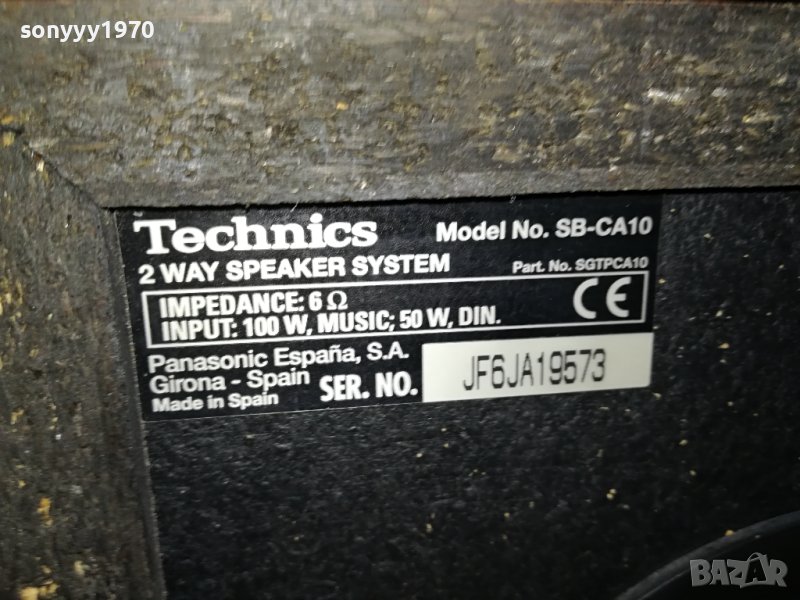 sonyyy1970
Technics Model No. SB-CA10
2 WAY SPEAKER SYSTEM Part. No. SGTPCA10
IMPEDANCE: 6 Ω
INPUT: 100 W, MUSIC; 50 W, DIN.
CE
Panasonic España, S.A.
Girona - Spain
Made in Spain
SER. NO. JF6JA19573
BAZAR